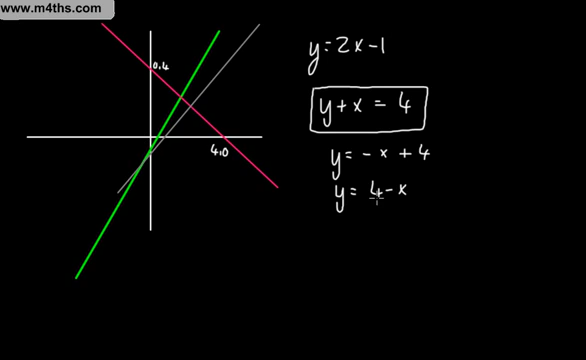 www.m4ths.com
y = 2x - 1
0,4
y + x = 4
4,0
y = - x + 4
y = 4 - x